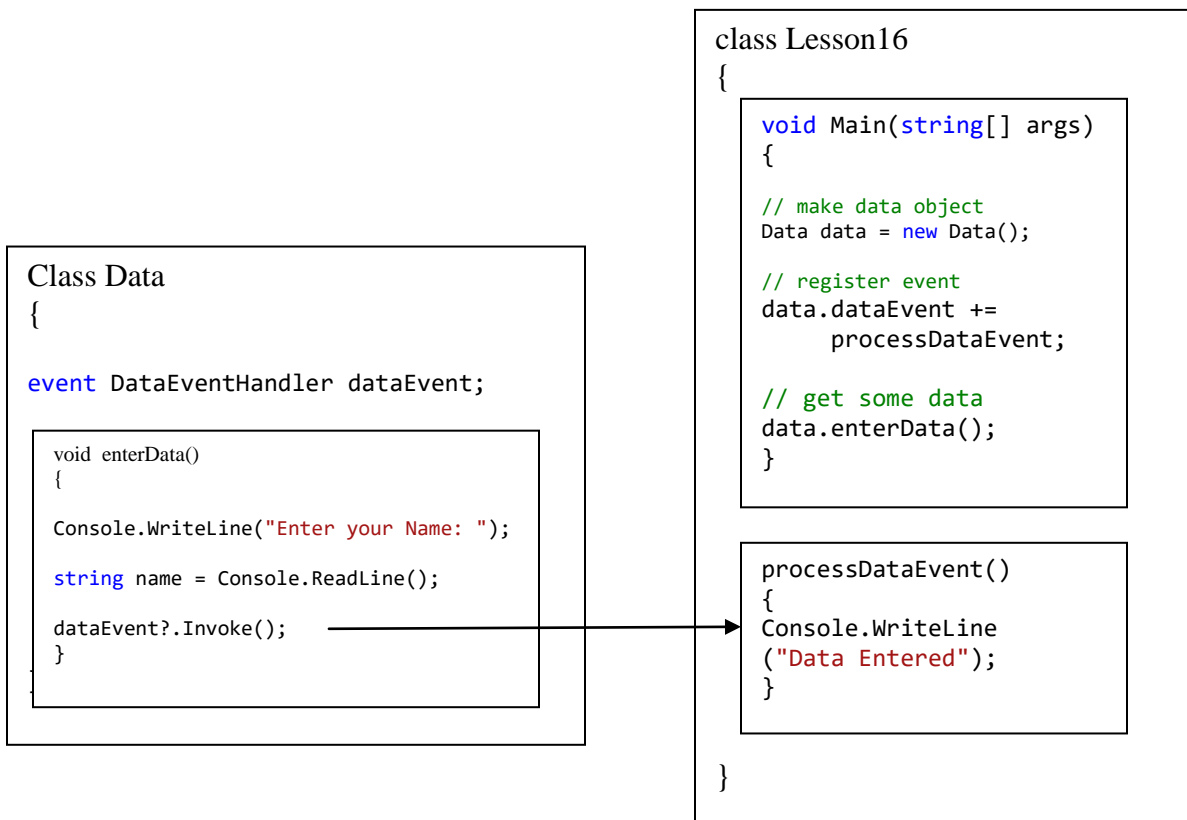 Class Data
{
event DataEventHandler dataEvent;
void  enterData()
{
Console.WriteLine("Enter your Name: ");
string name = Console.ReadLine();
dataEvent?.Invoke();
}
class Lesson16
{
void Main(string[] args)
{
// make data object
Data data = new Data();
// register event
data.dataEvent +=
processDataEvent;
// get some data
data.enterData();
}
processDataEvent()
{
Console.WriteLine
("Data Entered");
}
}